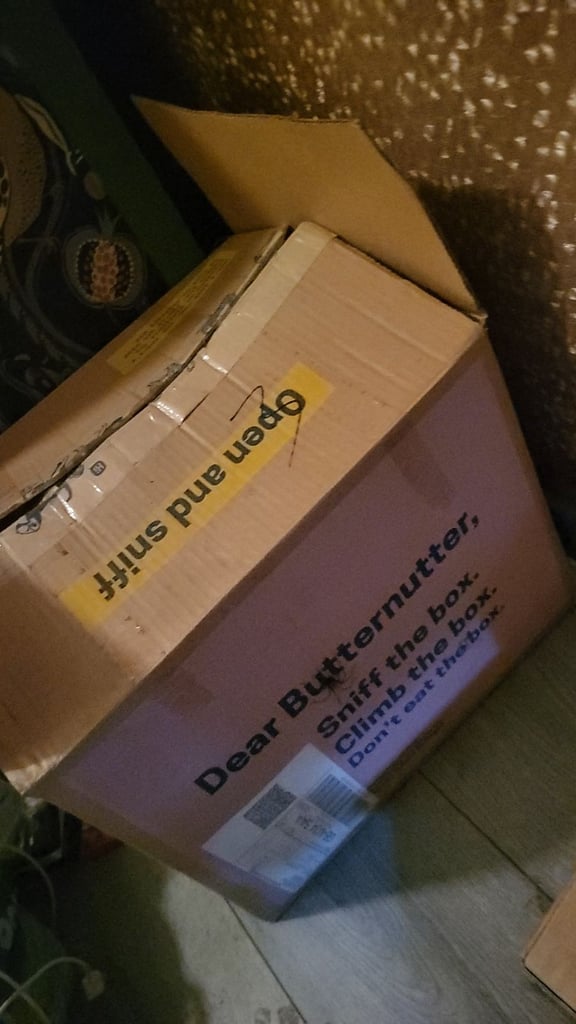 Open and sniff
Dear Butternutter,
Sniff the box.
Climb the box.
Don't eat the box.